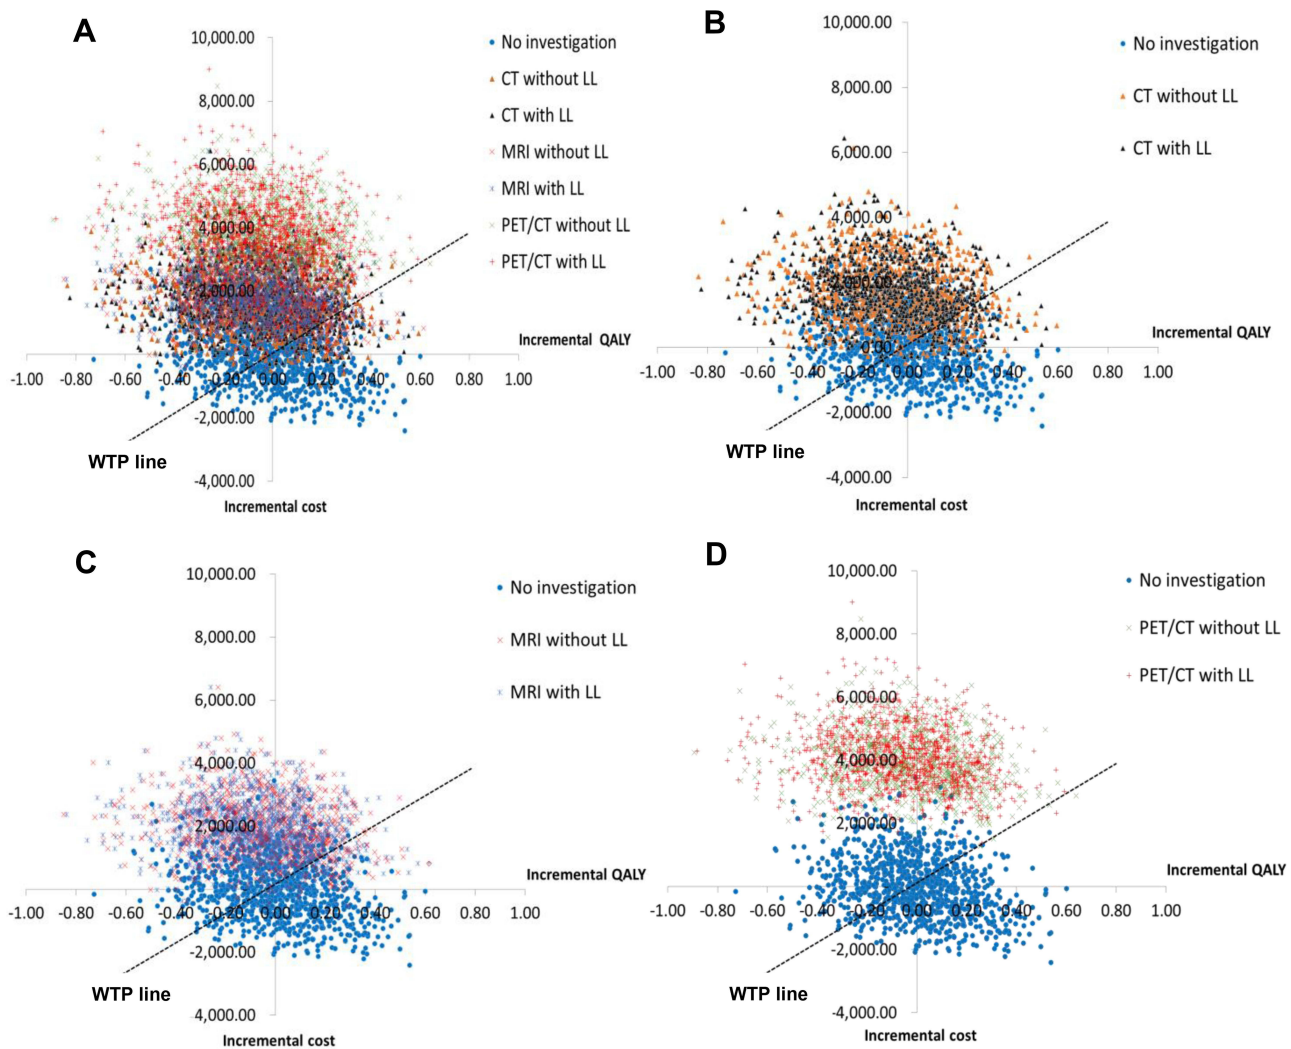 A
10,000.00
8,000.00
6,000.00
4,000.00
2,000.00
-1.00 -0.80 -0.60 -0.40 -0.20 0.00 0.20 0.40 0.60 0.80 1.00
-2,000.00
-4,000.00
Incremental QALY
Incremental cost
WTP line
No investigation
CT without LL
CT with LL
MRI without LL
MRI with LL
PET/CT without LL
PET/CT with LL
B
10,000.00
8,000.00
6,000.00
4,000.00
2,000.00
0.00
-1.00 -0.80 -0.60 -0.40 -0.20 0.00 0.20 0.40 0.60 0.80 1.00
-2,000.00
-4,000.00
Incremental QALY
Incremental cost
WTP line
No investigation
CT without LL
CT with LL
C
10,000.00
8,000.00
6,000.00
4,000.00
2,000.00
-1.00 -0.80 -0.60 -0.40 -0.20 0.00 0.20 0.40 0.60 0.80 1.00
-2,000.00
4,000.00
Incremental QALY
Incremental cost
WTP line
No investigation
MRI without LL
MRI with LL
D
10,000.00
8,000.00
6,000.00
4,000.00
2,000.00
-1.00 -0.80 -0.60 -0.40 -0.20 0.00 0.20 0.40 0.60 0.80 1.00
-2,000.00
-4,000.00
Incremental QALY
Incremental cost
WTP line
No investigation
PET/CT without LL
PET/CT with LL